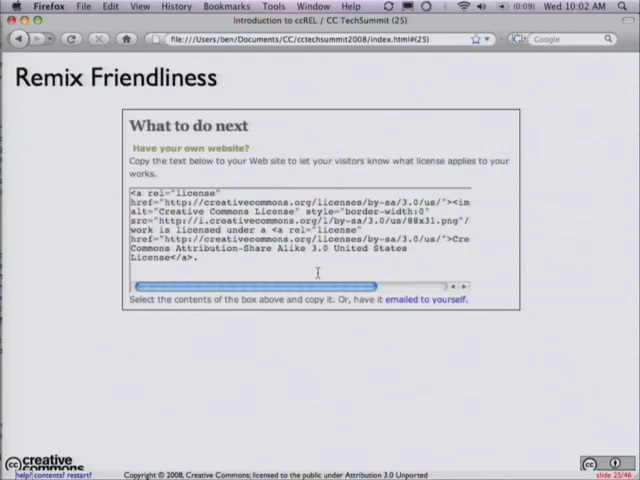 Firefox File Edit View History Bookmarks Tools Window Help (0:09) Wed 10:02 AM
Introduction to ccREL / CC TechSummit (25)
file:///Users/ben/Documents/CC/cctechsummit2008/index.html#(25) Google
Remix Friendliness
What to do next
Have your own website?
Copy the text below to your Web site to let your visitors know what license applies to your
works.
<a rel="license"
href="http://creativecommons.org/licenses/by-sa/3.0/us/"><im
alt="Creative Commons License" style="border-width:0"
src="http://i.creativecommons.org/l/by-sa/3.0/us/88x31.png"/
work is licensed under a <a rel="license"
href="http://creativecommons.org/licenses/by-sa/3.0/us/">Cre
Commons Attribution-Share Alike 3.0 United States
License</a>.
Select the contents of the box above and copy it. Or, have it emailed to yourself.
cc creative
commons
cc
help? contents? restart?
Copyright © 2008, Creative Commons; licensed to the public under Attribution 3.0 Unported
slide 25/46